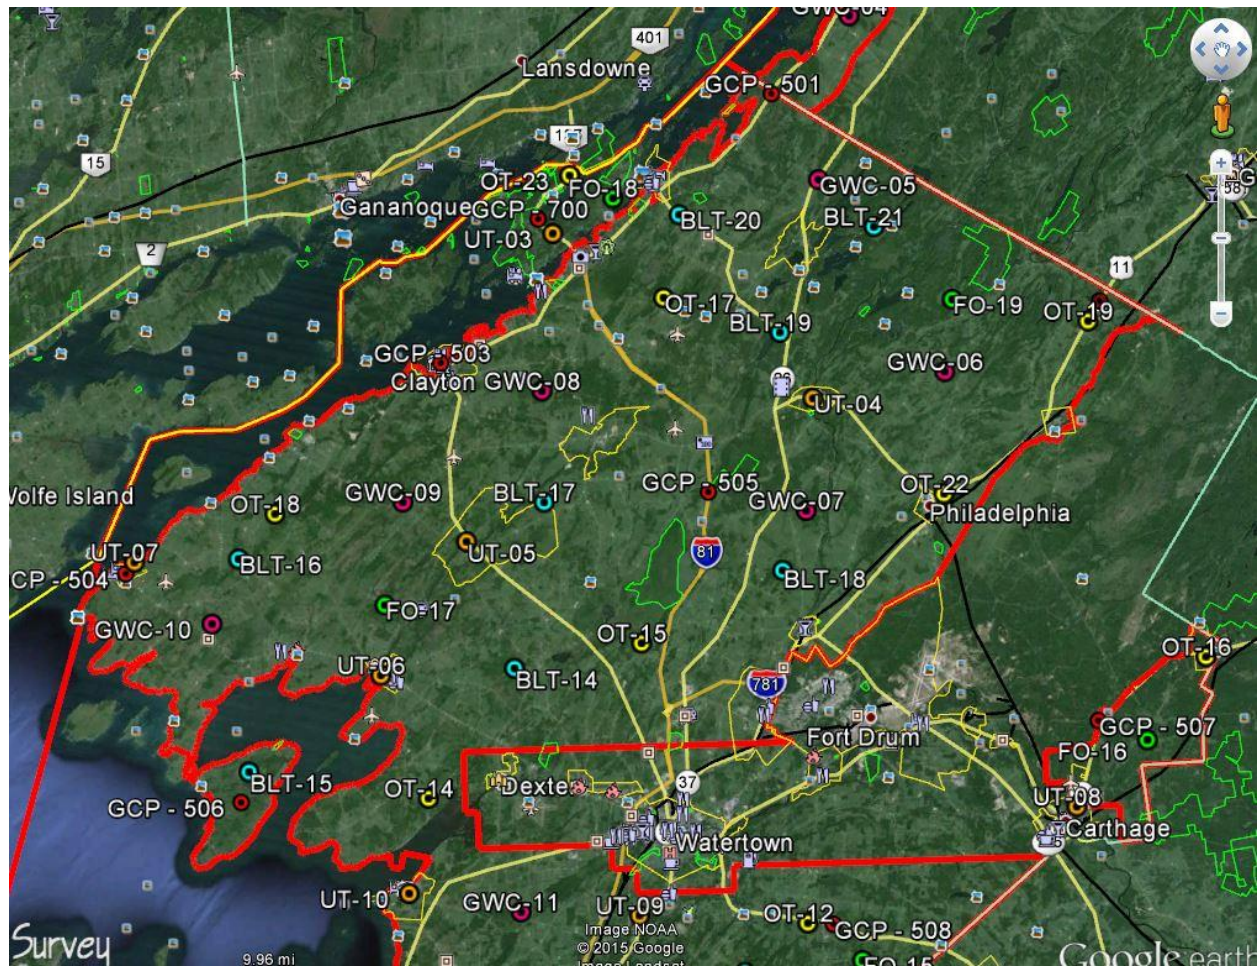 GWC-04
401
Lansdowne
GCP - 501
15
137
OT-23
FO-18
GWC-05
Gananoque
GCP - 700
BLT-20
BLT-21
UT-03
2
11
OT-17
FO-19
OT-19
BLT-19
GCP - 503
GWC-06
Clayton
GWC-08
UT-04
Wolfe Island
GWC-09
BLT-17
GCP - 505
OT-22
OT-18
GWC-07
Philadelphia
UT-07
UT-05
81
GCP - 504
BLT-16
BLT-18
FO-17
GWC-10
OT-15
OT-16
UT-06
BLT-14
781
GCP - 507
Fort Drum
FO-16
BLT-15
OT-14
Dexter
37
GCP - 506
UT-08
Carthage
Watertown
UT-10
GWC-11
UT-09
OT-12
GCP - 508
Image NOAA
Survey
© 2015 Google
Google earth
9.96 mi
Image Landsat
FO-15